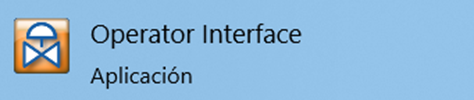 Operator Interface
Aplicación